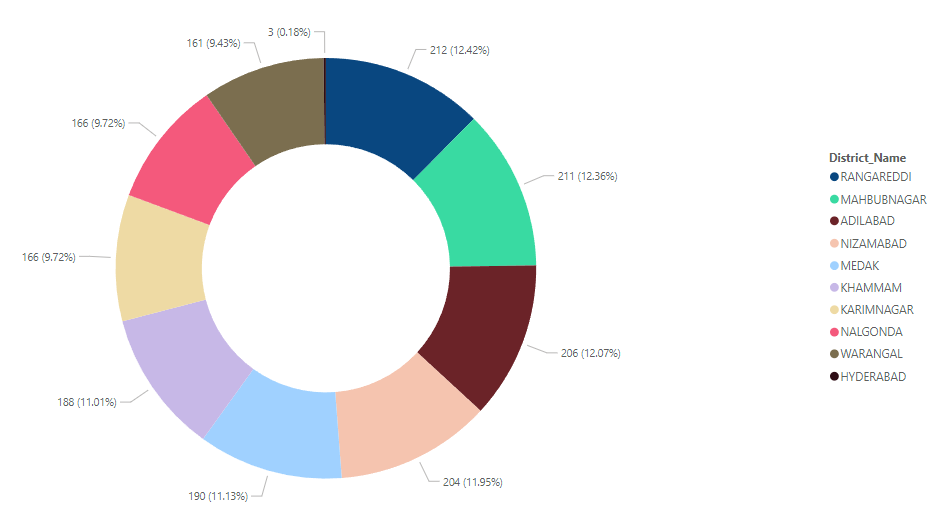 3 (0.18%)
212 (12.42%)
161 (9.43%)
166 (9.72%)
211 (12.36%)
166 (9.72%)
206 (12.07%)
188 (11.01%)
204 (11.95%)
190 (11.13%)
District_Name
RANGAREDDI
MAHBUBNAGAR
ADILABAD
NIZAMABAD
MEDAK
KHAMMAM
KARIMNAGAR
NALGONDA
WARANGAL
HYDERABAD